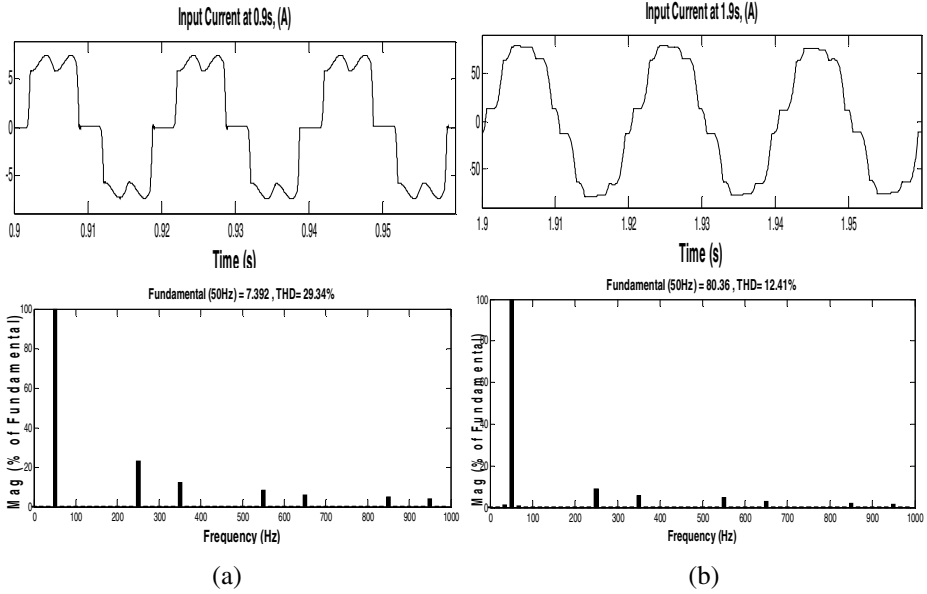 Input Current at 0.9s, (A)
5
0
-5
0.9 0.91 0.92 0.93 0.94 0.95
Time (s)
Fundamental (50Hz) = 7.392 , THD= 29.34%
Mag (% of Fundamental)
100
80
60
40
20
0
0 100 200 300 400 500 600 700 800 900 1000
Frequency (Hz)
(a)
Input Current at 1.9s, (A)
50
0
-50
1.9 1.91 1.92 1.93 1.94 1.95
Time (s)
Fundamental (50Hz) = 80.36 , THD= 12.41%
Mag (% of Fundamental)
100
80
60
40
20
0
0 100 200 300 400 500 600 700 800 900 1000
Frequency (Hz)
(b)